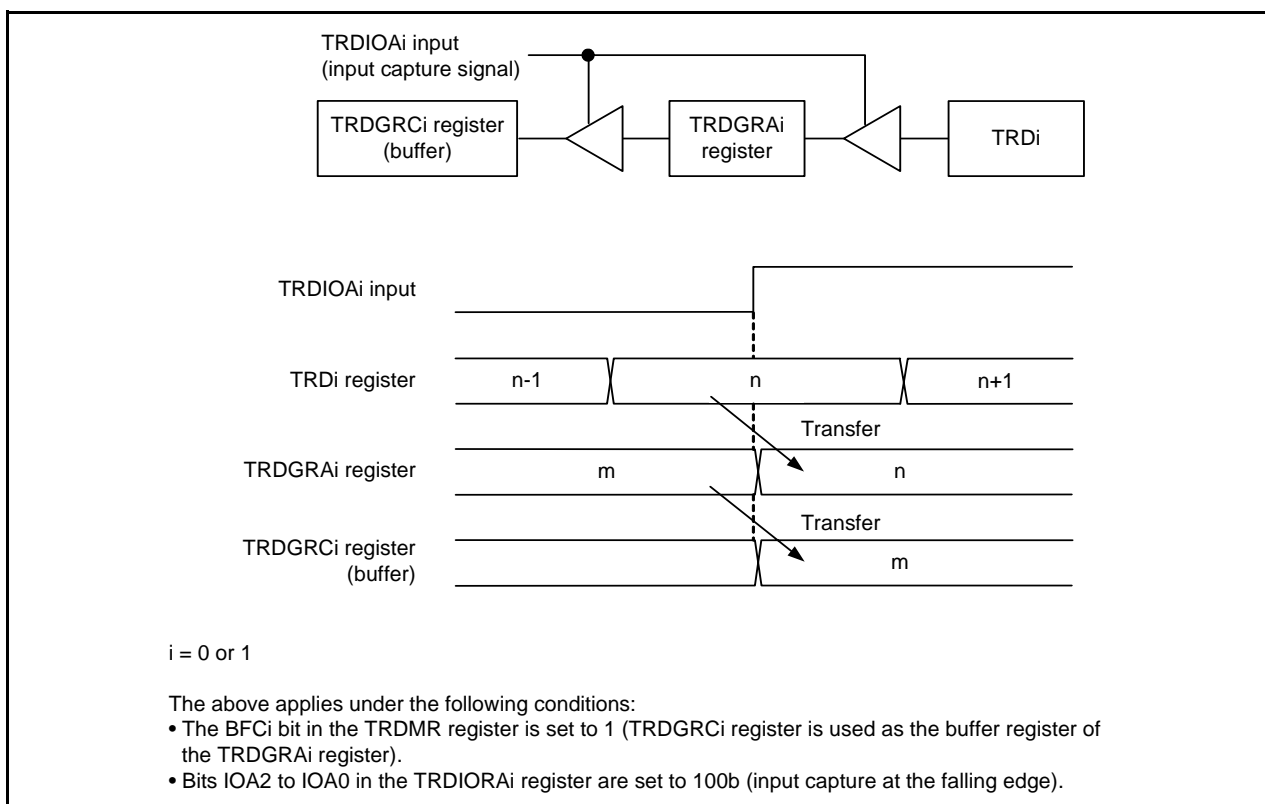 TRDIOAi input
(input capture signal)
TRDGRCi register
(buffer)
TRDGRAi
register
TRDi
TRDIOAi input
TRDi register
n-1
n
n+1
Transfer
TRDGRAi register
m
n
Transfer
TRDGRCi register
(buffer)
m
i = 0 or 1
The above applies under the following conditions:
• The BFCi bit in the TRDMR register is set to 1 (TRDGRCi register is used as the buffer register of
the TRDGRAi register).
• Bits IOA2 to IOA0 in the TRDIORAi register are set to 100b (input capture at the falling edge).